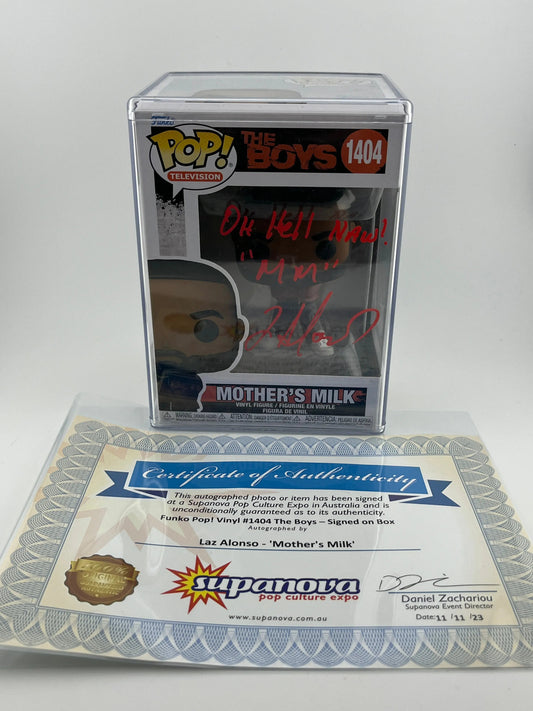 Funko
POP!
TELEVISION
THE
BOYS
1404
OH Hell NAW!
"MM"
MOTHER'S MILK
VINYL FIGURE / FIGURINE EN VINYLE
FIGURA DE VINIL
Certificate of Authenticity
This autographed photo or item has been signed
at a Supanova Pop Culture Expo in Australia and is
unconditionally guaranteed as to its authenticity.
Funko Pop! Vinyl #1404 The Boys – Signed on Box
Autographed by
Laz Alonso - 'Mother's Milk'
supanova
pop culture expo
www.supanova.com.au
Daniel Zachariou
Supanova Event Director
Date: 11 / 11 / 23
100%
ORIGINAL